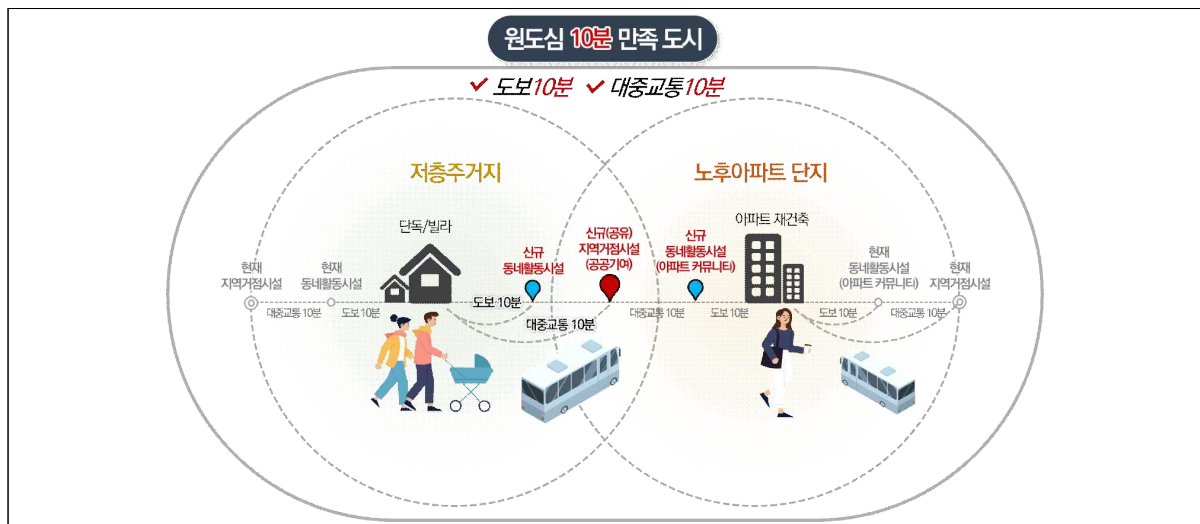 원도심 10분 만족 도시
✓ 도보10분 ✓ 대중교통10분
저층주거지
노후아파트 단지
단독/빌라
아파트 재건축
현재
지역거점시설
현재
동네활동시설
신규
동네활동시설
신규(공유)
지역거점시설
(공공기여)
신규
동네활동시설
(아파트 커뮤니티)
현재
동네활동시설
(아파트 커뮤니티)
현재
지역거점시설
대중교통 10분
도보 10분
도보 10분
대중교통 10분
대중교통 10분
도보 10분
도보 10분
대중교통 10분